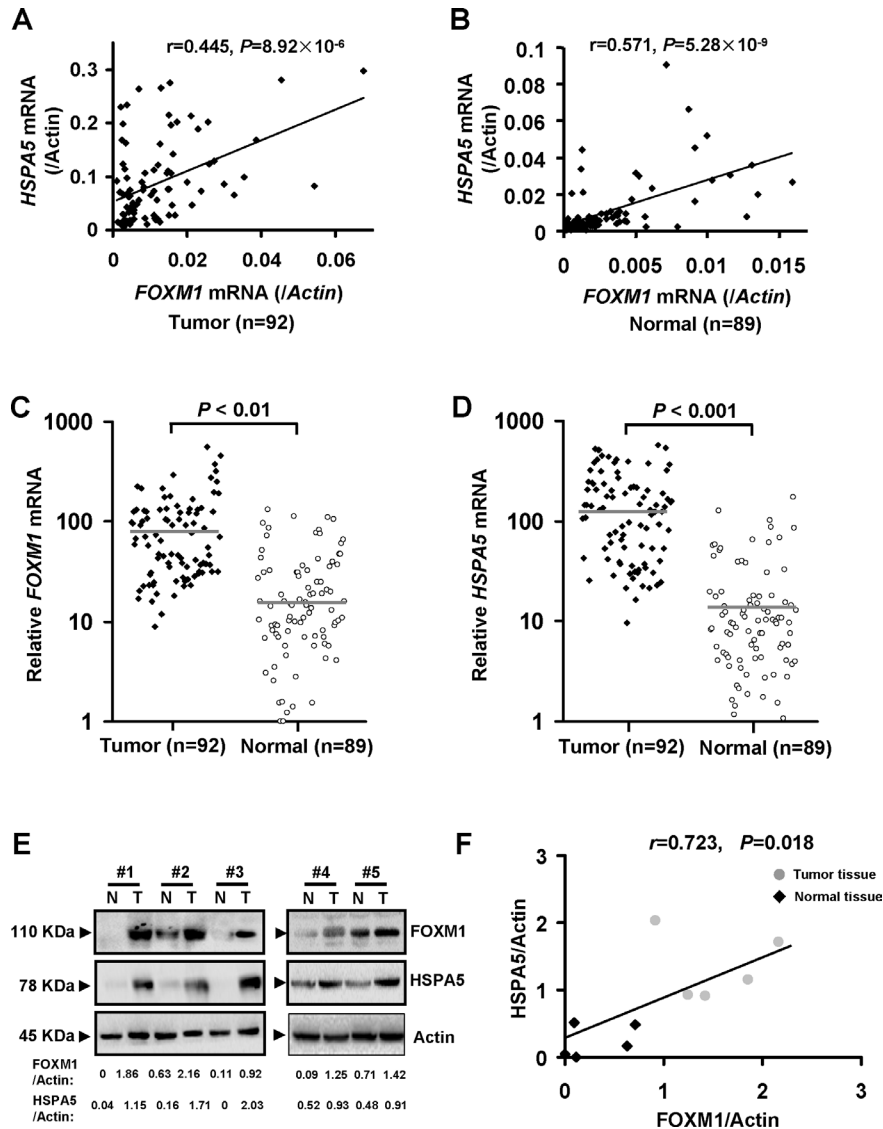 A
r=0.445, P=8.92×10-6
HSPA5 mRNA
(/Actin)
0.3
0.2
0.1
0
0 0.02 0.04 0.06
FOXM1 mRNA (/Actin)
Tumor (n=92)
B
r=0.571, P=5.28×10-9
HSPA5 mRNA
(/Actin)
0.1
0.08
0.06
0.04
0.02
0
0 0.005 0.01 0.015
FOXM1 mRNA (/Actin)
Normal (n=89)
C
P < 0.01
Relative FOXM1 mRNA
1000
100
10
1
Tumor (n=92) Normal (n=89)
D
P < 0.001
Relative HSPA5 mRNA
1000
100
10
1
Tumor (n=92) Normal (n=89)
E
#1 #2 #3 #4 #5
N T N T N T N T N T
110 KDa FOXM1
78 KDa HSPA5
45 KDa Actin
FOXM1
/Actin: 0 1.86 0.63 2.16 0.11 0.92 0.09 1.25 0.71 1.42
HSPA5
/Actin: 0.04 1.15 0.16 1.71 0 2.03 0.52 0.93 0.48 0.91
F
r=0.723, P=0.018
Tumor tissue
Normal tissue
HSPA5/Actin
3
2
1
0
0 1 2 3
FOXM1/Actin